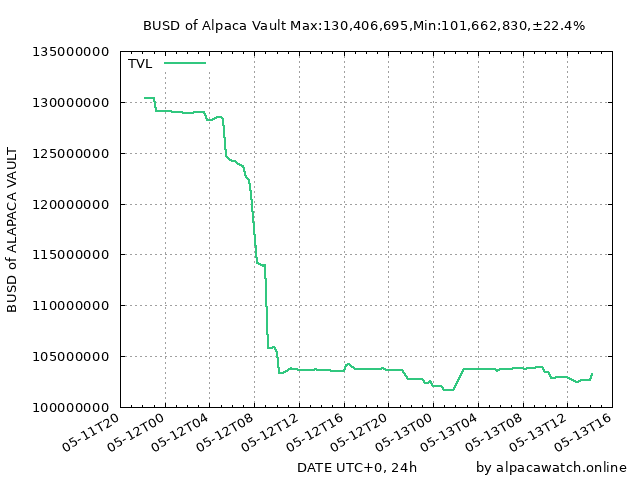 BUSD of Alpaca Vault Max:130,406,695,Min:101,662,830,±22.4%
TVL
BUSD of ALAPACA VAULT
135000000
130000000
125000000
120000000
115000000
110000000
105000000
100000000
05-11T20
05-12T00
05-12T04
05-12T08
05-12T12
05-12T16
05-12T20
05-13T00
05-13T04
05-13T08
05-13T12
05-13T16
DATE UTC+0, 24h
by alpacawatch.online